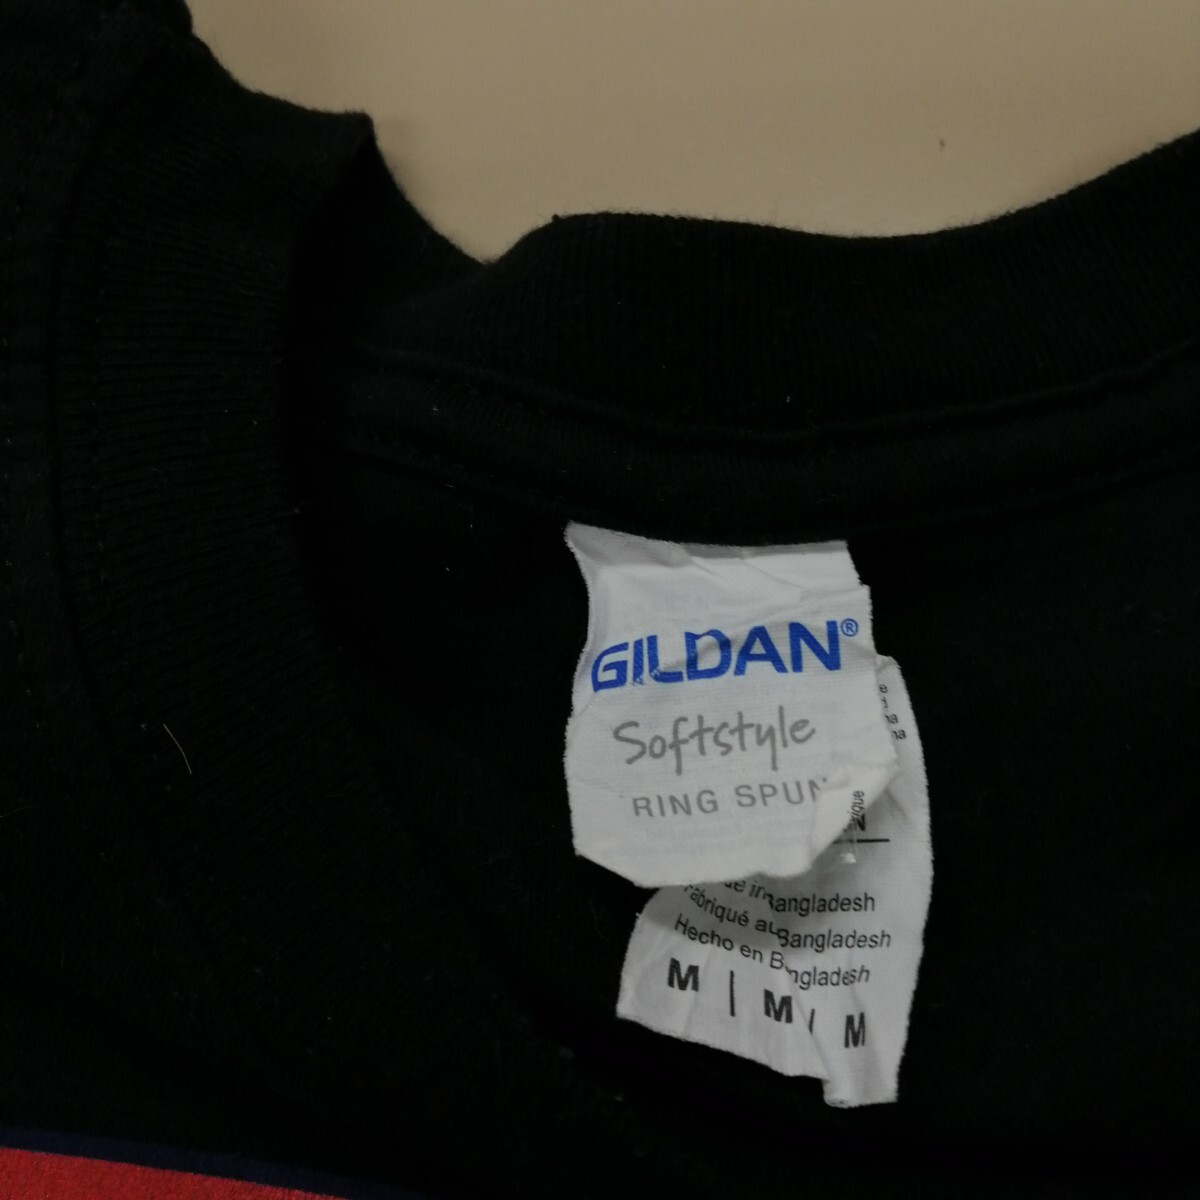 GILDAN®
Softstyle
RING SPUN
Bangladesh
Fabriqué au Bangladesh
Hecho en Bangladesh
M | M | M